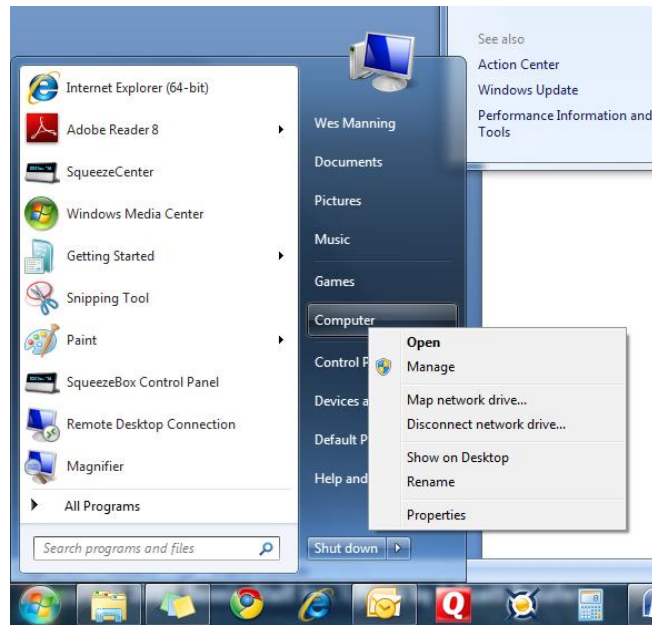 See also
Action Center
Windows Update
Performance Information and
Tools
Internet Explorer (64-bit)
Adobe Reader 8
SqueezeCenter
Windows Media Center
Getting Started
Snipping Tool
Paint
SqueezeBox Control Panel
Remote Desktop Connection
Magnifier
All Programs
Search programs and files
Wes Manning
Documents
Pictures
Music
Games
Computer
Control P
Devices a
Default P
Help and
Shut down
Open
Manage
Map network drive...
Disconnect network drive...
Show on Desktop
Rename
Properties
Q